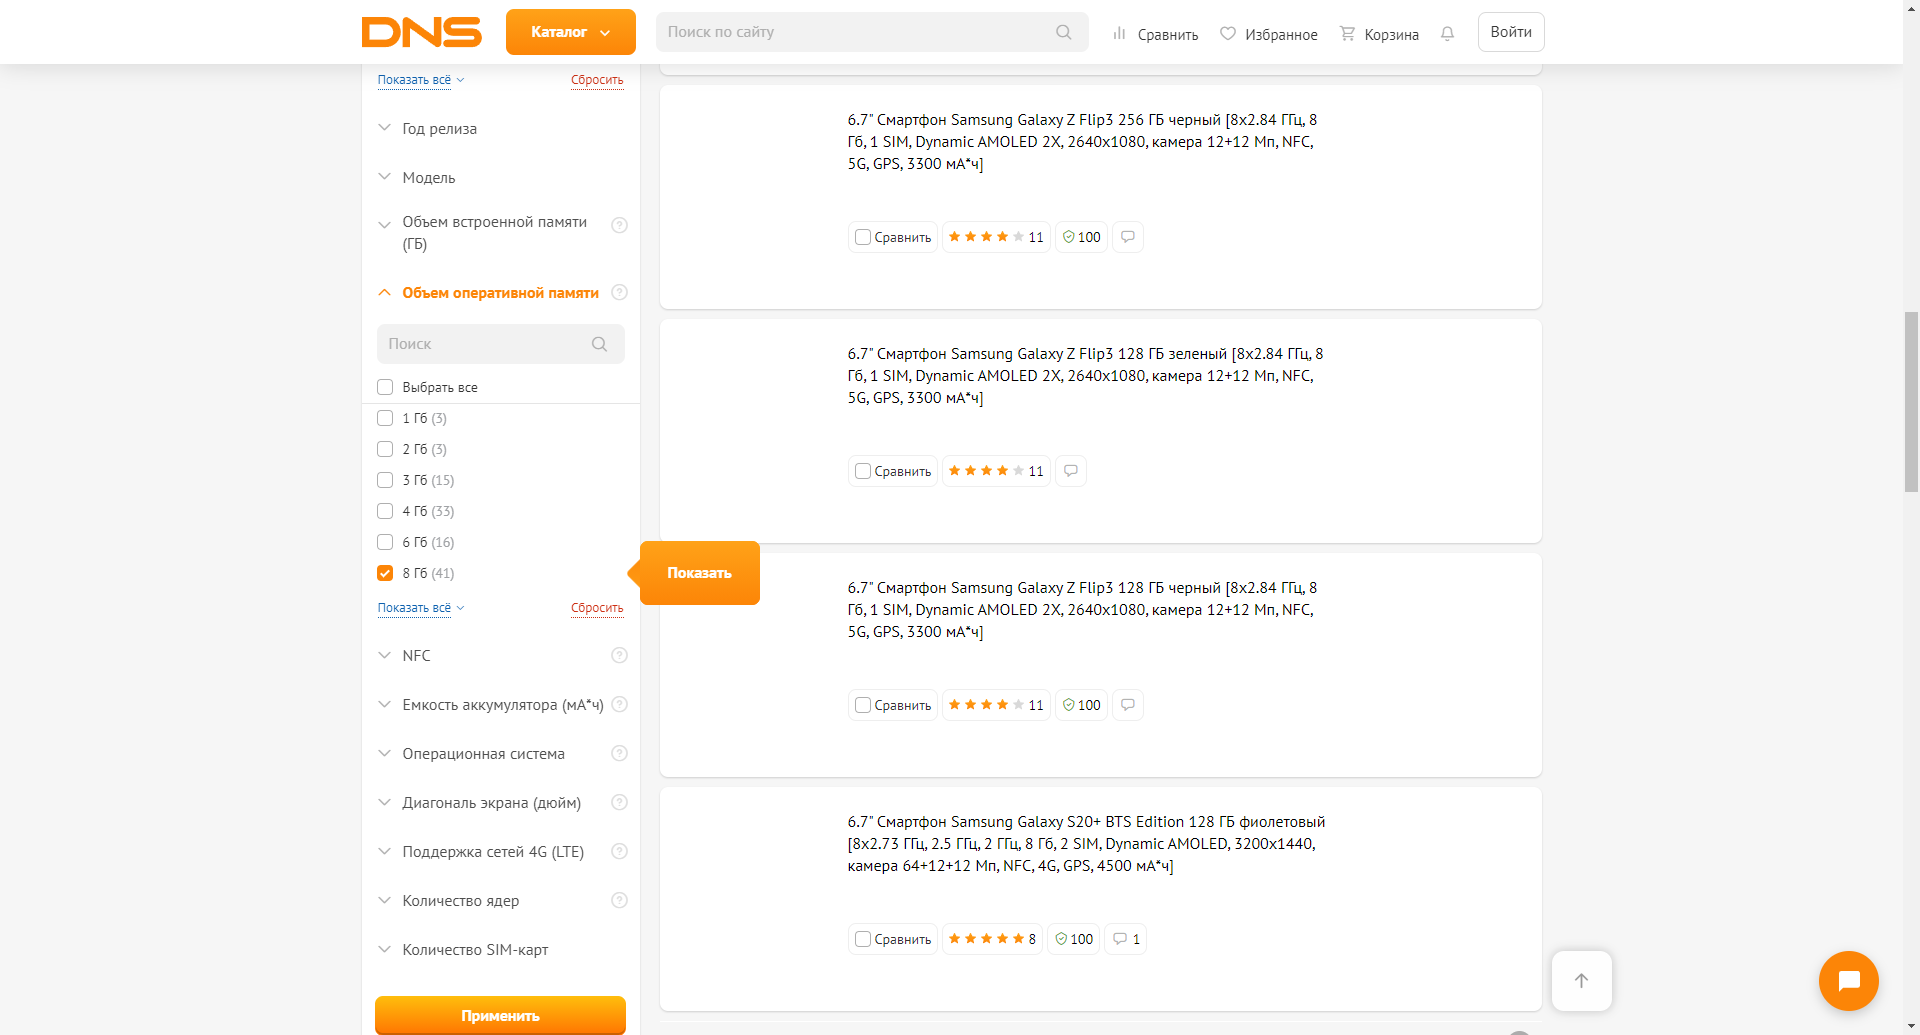 DNS
Каталог
Поиск по сайту
Сравнить
Избранное
Корзина
Войти
Показать всё
Сбросить
Год релиза
Модель
Объем встроенной памяти
(ГБ)
?
Объем оперативной памяти
?
Поиск
Выбрать все
1 Гб (3)
2 Гб (3)
3 Гб (15)
4 Гб (33)
6 Гб (16)
8 Гб (41)
Показать
Показать всё
Сбросить
NFC
?
Емкость аккумулятора (мА*ч)
?
Операционная система
?
Диагональ экрана (дюйм)
?
Поддержка сетей 4G (LTE)
?
Количество ядер
?
Количество SIM-карт
Применить
6.7" Смартфон Samsung Galaxy Z Flip3 256 ГБ черный [8x2.84 ГГц, 8
Гб, 1 SIM, Dynamic AMOLED 2X, 2640x1080, камера 12+12 Мп, NFC,
5G, GPS, 3300 мА*ч]
Сравнить 11 100
6.7" Смартфон Samsung Galaxy Z Flip3 128 ГБ зеленый [8x2.84 ГГц, 8
Гб, 1 SIM, Dynamic AMOLED 2X, 2640x1080, камера 12+12 Мп, NFC,
5G, GPS, 3300 мА*ч]
Сравнить 11
6.7" Смартфон Samsung Galaxy Z Flip3 128 ГБ черный [8x2.84 ГГц, 8
Гб, 1 SIM, Dynamic AMOLED 2X, 2640x1080, камера 12+12 Мп, NFC,
5G, GPS, 3300 мА*ч]
Сравнить 11 100
6.7" Смартфон Samsung Galaxy S20+ BTS Edition 128 ГБ фиолетовый
[8x2.73 ГГц, 2.5 ГГц, 2 ГГц, 8 Гб, 2 SIM, Dynamic AMOLED, 3200x1440,
камера 64+12+12 Мп, NFC, 4G, GPS, 4500 мА*ч]
Сравнить 8 100 1